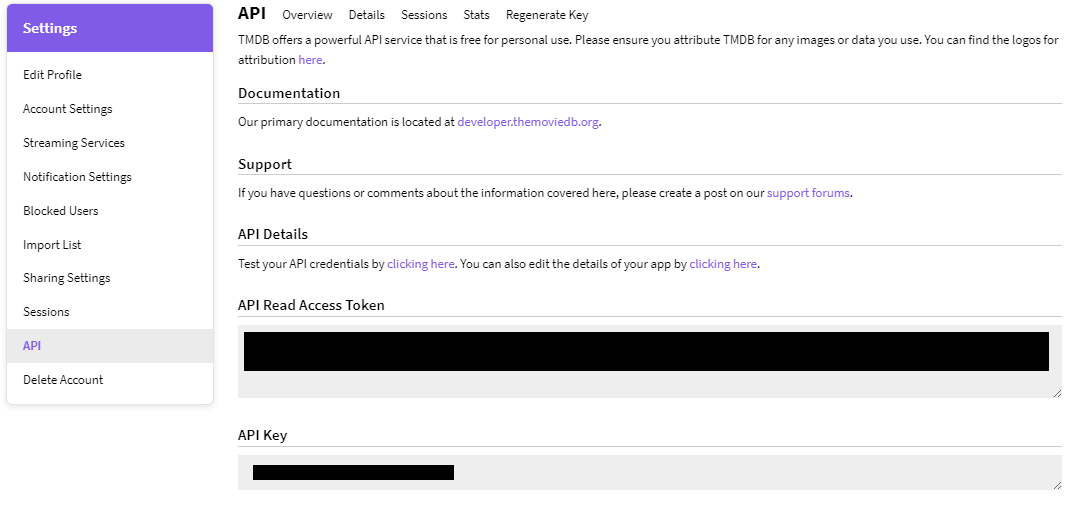 Settings
Edit Profile
Account Settings
Streaming Services
Notification Settings
Blocked Users
Import List
Sharing Settings
Sessions
API
Delete Account
API Overview Details Sessions Stats Regenerate Key
TMDB offers a powerful API service that is free for personal use. Please ensure you attribute TMDB for any images or data you use. You can find the logos for
attribution here.
Documentation
Our primary documentation is located at developer.themoviedb.org.
Support
If you have questions or comments about the information covered here, please create a post on our support forums.
API Details
Test your API credentials by clicking here. You can also edit the details of your app by clicking here.
API Read Access Token
API Key